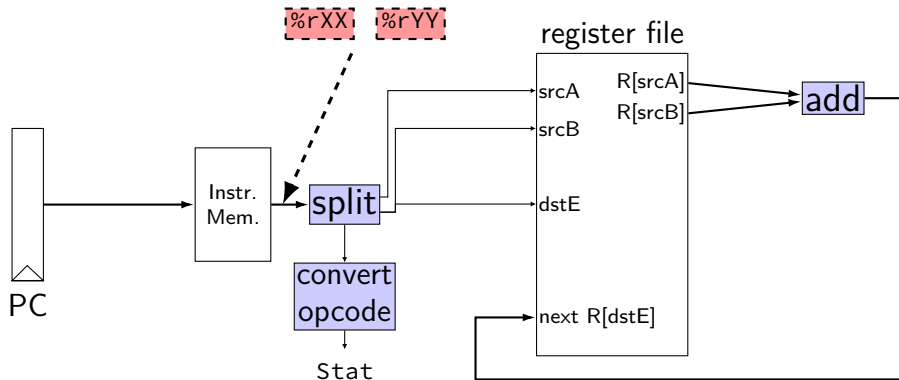 %rXX %rYY
register file
srcA
srcB
dstE
next R[dstE]
R[srcA]
R[srcB]
add
Instr.
Mem.
split
convert
opcode
Stat
PC